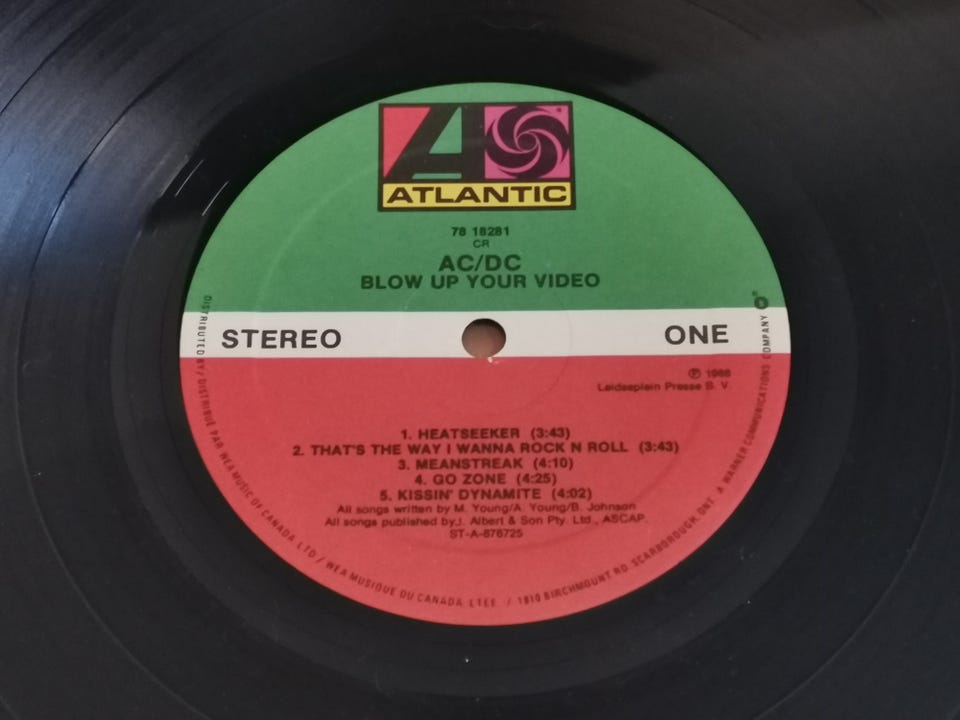 ATLANTIC
78 18281
CR
AC/DC
BLOW UP YOUR VIDEO
STEREO
ONE
℗ 1988
Leidseplein Presse B. V.
1. HEATSEEKER (3:43)
2. THAT'S THE WAY I WANNA ROCK N ROLL (3:43)
3. MEANSTREAK (4:10)
4. GO ZONE (4:25)
5. KISSIN' DYNAMITE (4:02)
All songs written by M. Young/A. Young/B. Johnson
All songs published by J. Albert & Son Pty. Ltd., ASCAP.
ST-A-876725
DISTRIBUTED BY / DISTRIBUÉ PAR WEA MUSIC OF CANADA, LTD / WEA MUSIQUE DU CANADA, LTEE. / 1810 BIRCHMOUNT RD. SCARBOROUGH, ONT. A WARNER COMMUNICATIONS COMPANY